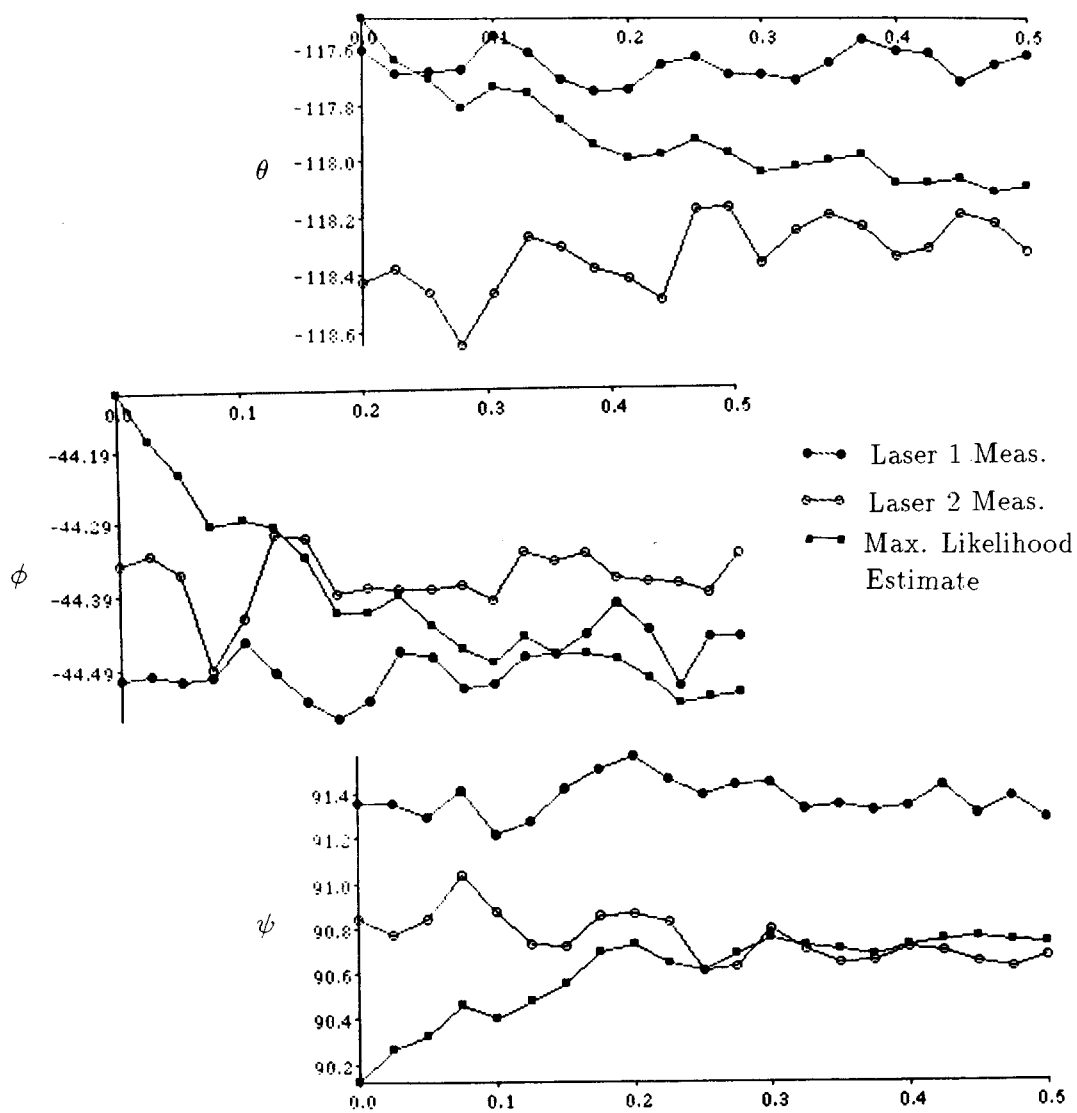 0.0 0.1 0.2 0.3 0.4 0.5
-117.6
-117.8
-118.0
θ
-118.2
-118.4
-118.6
0.0 0.1 0.2 0.3 0.4 0.5
-44.19
-44.29
-44.39
-44.49
φ
Laser 1 Meas.
Laser 2 Meas.
Max. Likelihood
Estimate
91.4
91.2
91.0
90.8
90.6
90.4
90.2
ψ
0.0 0.1 0.2 0.3 0.4 0.5